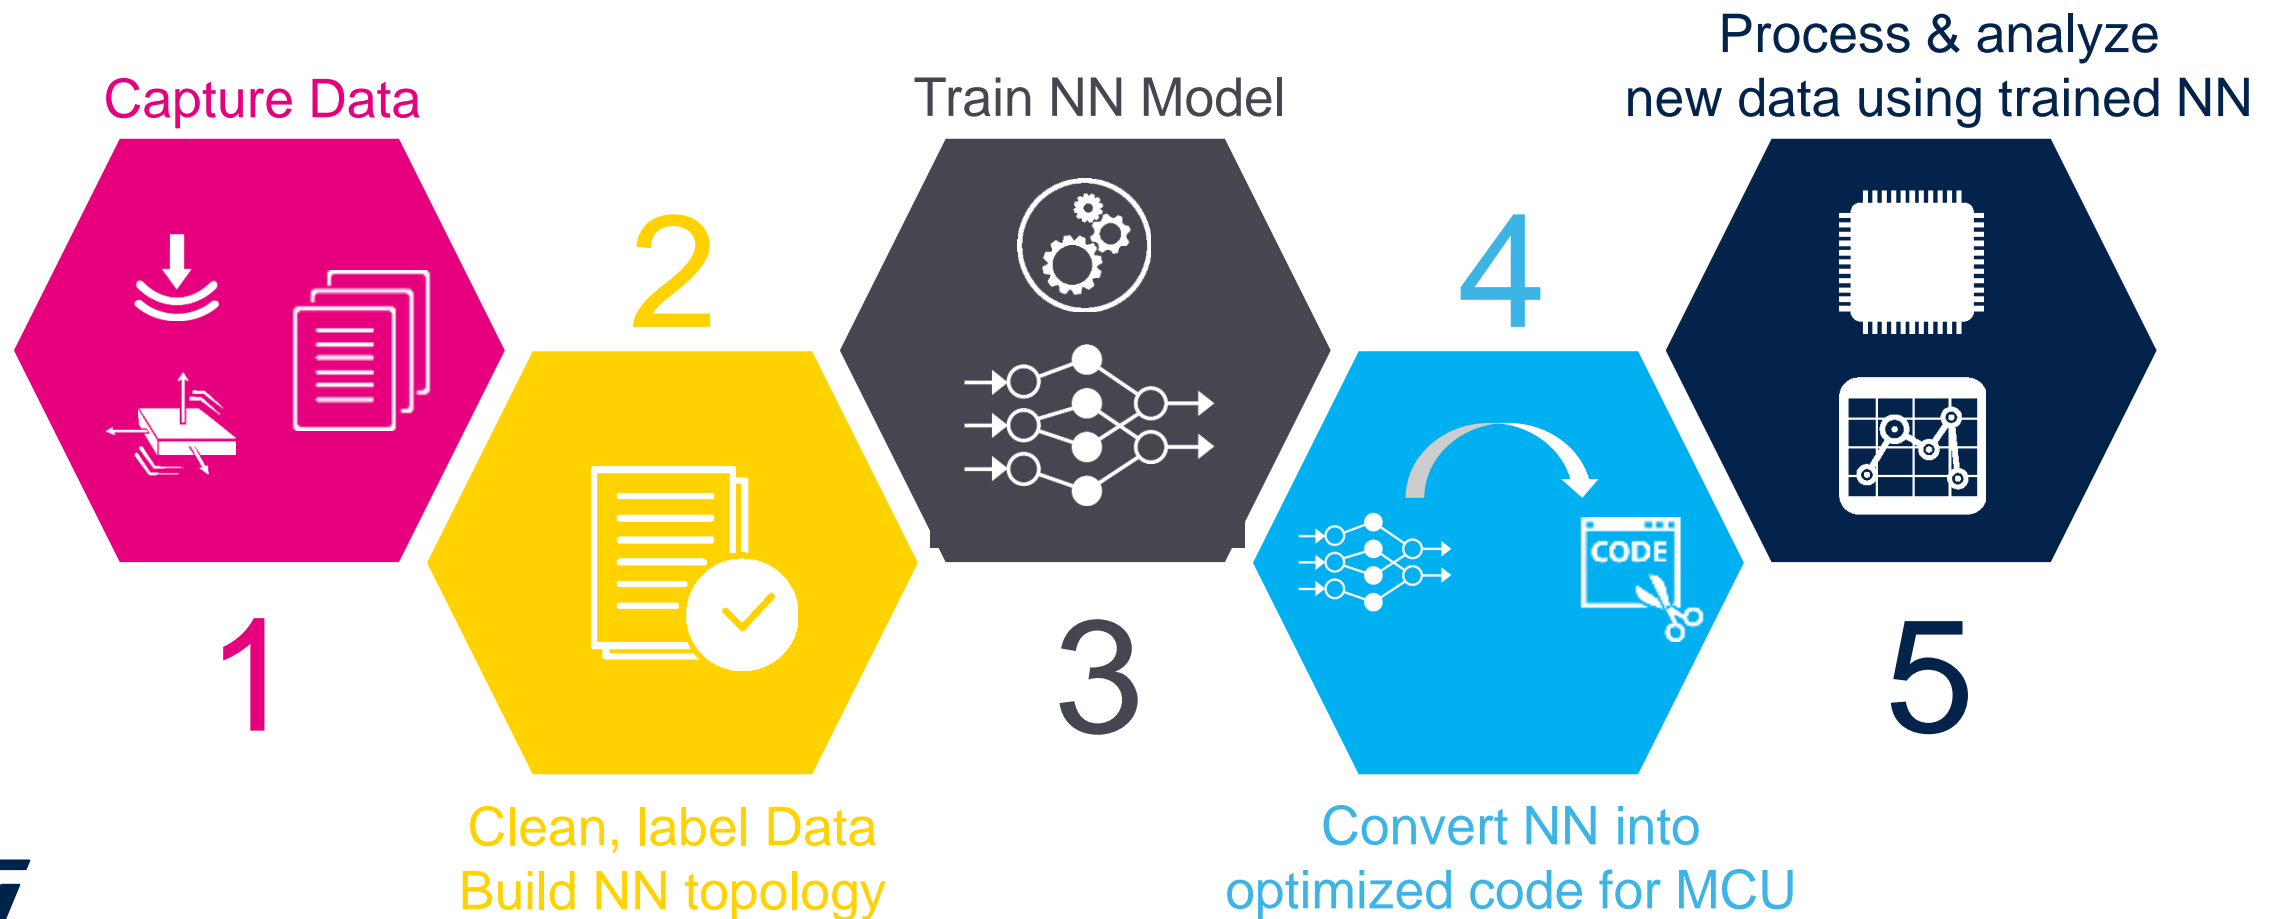 Capture Data
1
2
Clean, label Data
Build NN topology
Train NN Model
3
4
CODE
Convert NN into
optimized code for MCU
Process & analyze
new data using trained NN
5